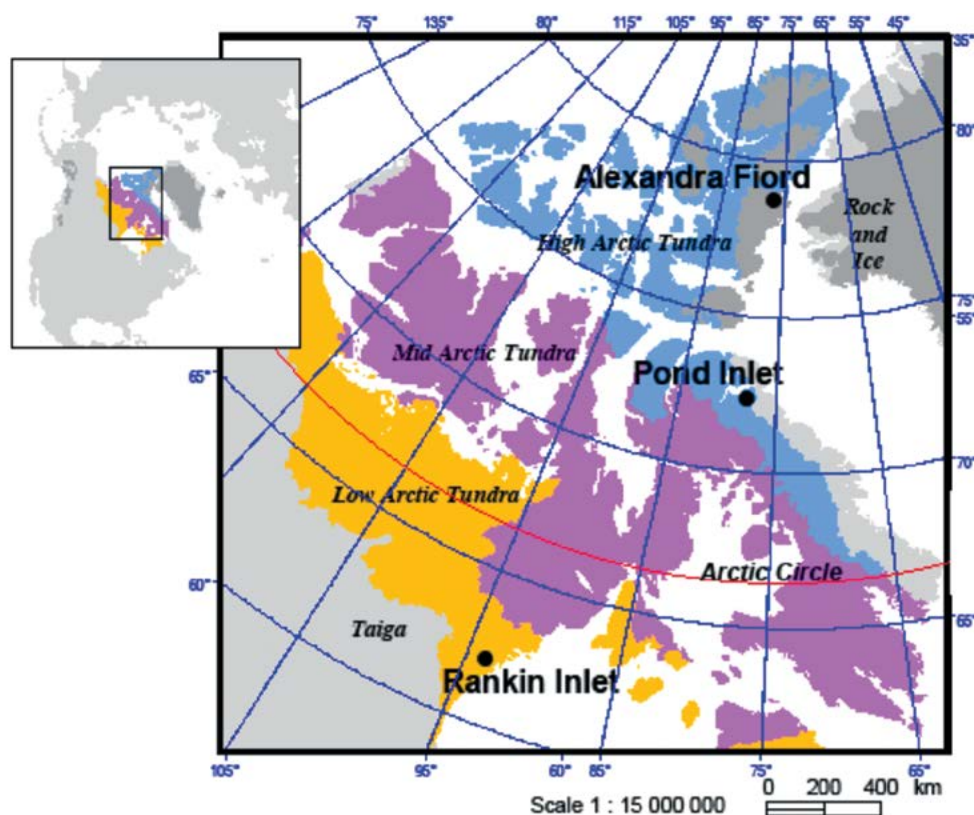 75° 135° 80° 115° 105° 95° 85° 75° 65° 55° 45°
35°
80°
Alexandra Fiord
Rock
and
Ice
High Arctic Tundra
75°
55°
Mid Arctic Tundra
65°
Pond Inlet
70°
Low Arctic Tundra
Arctic Circle
60°
65°
Taiga
Rankin Inlet
105° 95° 60° 85° 75° 65°
0 200 400 km
Scale 1 : 15 000 000